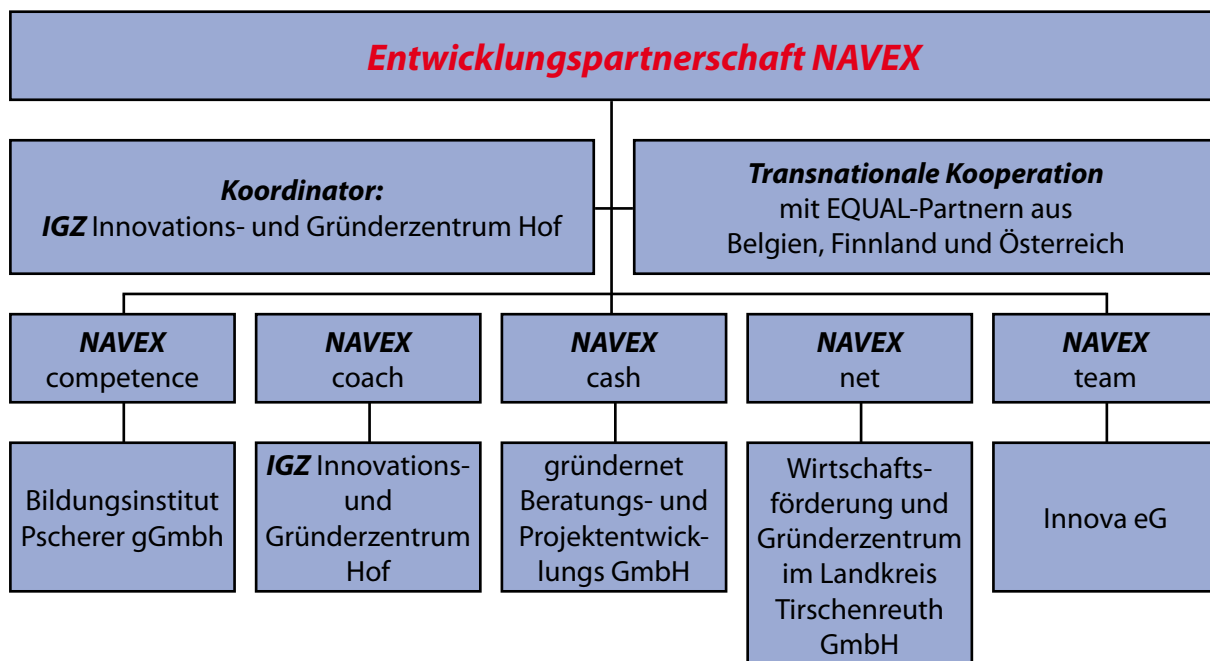 Entwicklungspartnerschaft NAVEX
Koordinator:
IGZ Innovations- und Gründerzentrum Hof
Transnationale Kooperation
mit EQUAL-Partnern aus
Belgien, Finnland und Österreich
NAVEX
competence
NAVEX
coach
NAVEX
cash
NAVEX
net
NAVEX
team
Bildungsinstitut
Pscherer gGmbh
IGZ Innovations-
und
Gründerzentrum
Hof
gründernet
Beratungs- und
Projektentwick-
lungs GmbH
Wirtschafts-
förderung und
Gründerzentrum
im Landkreis
Tirschenreuth
GmbH
Innova eG